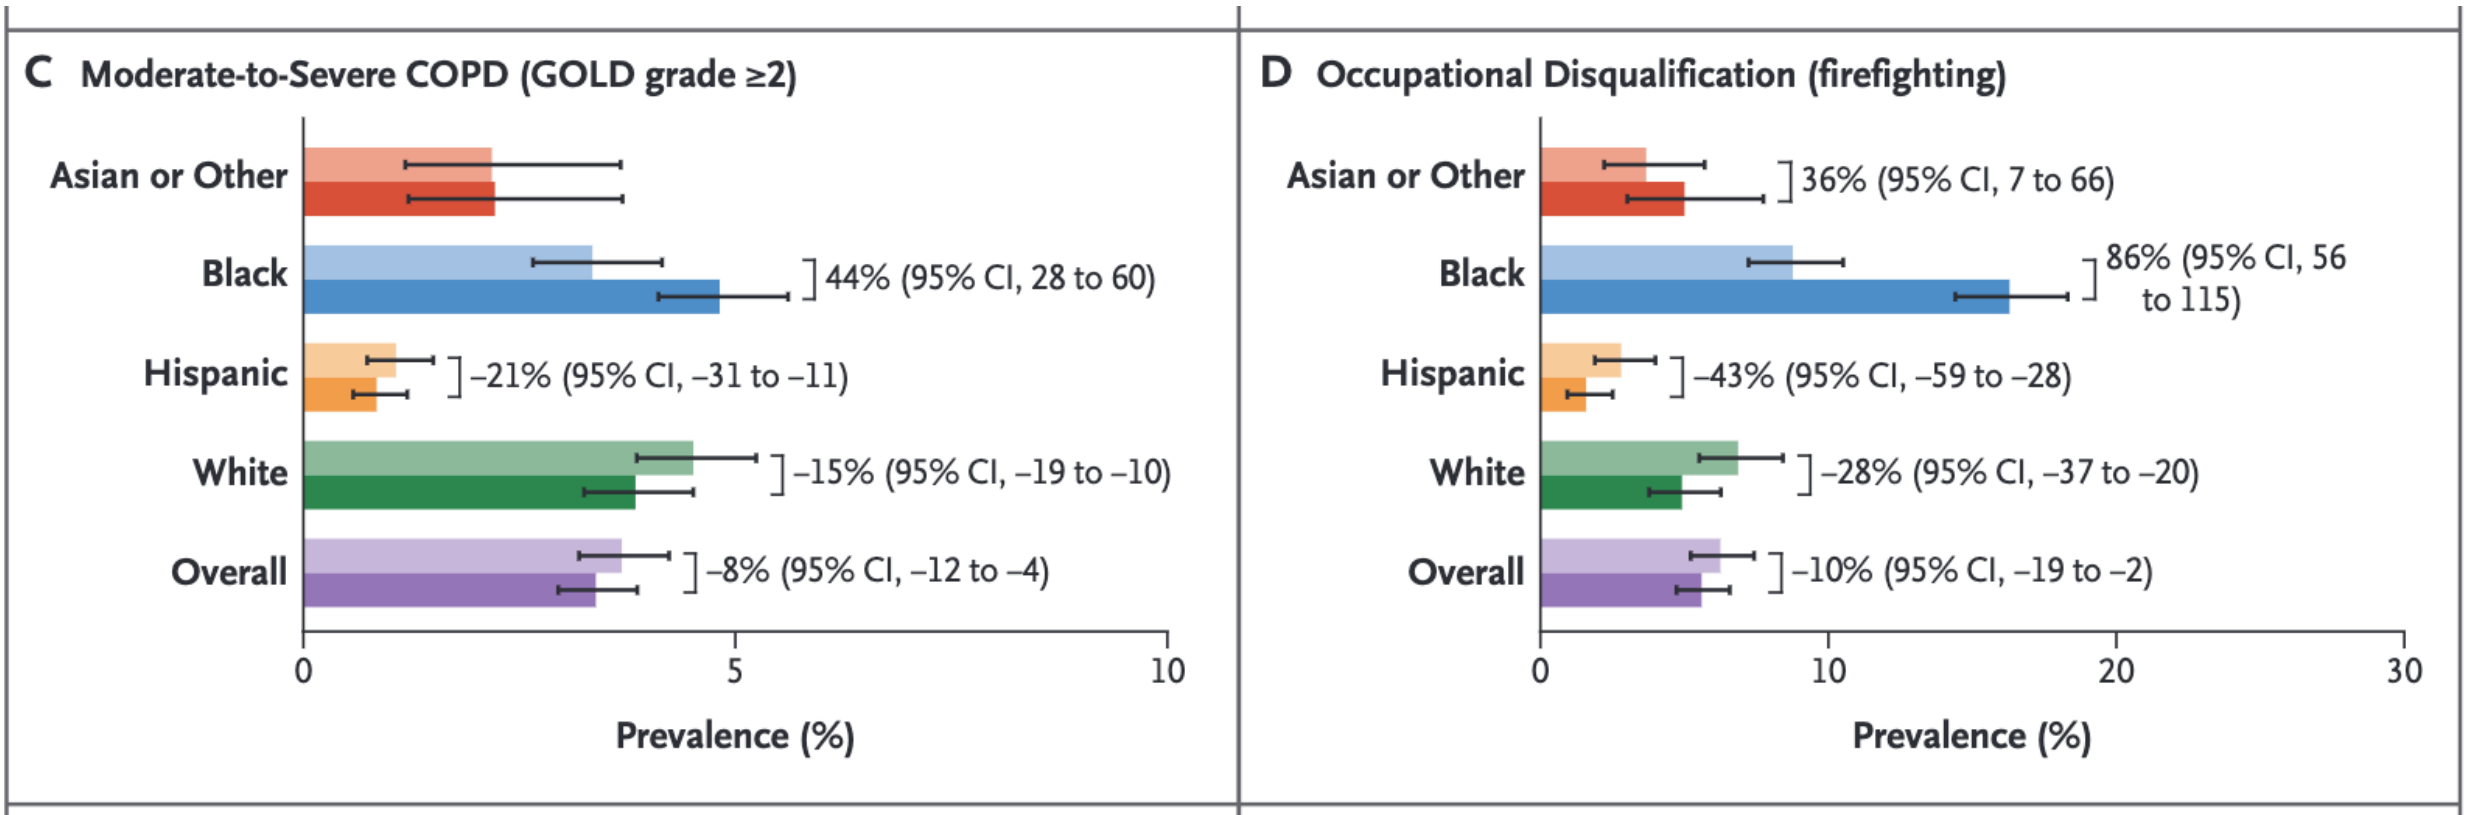 C Moderate-to-Severe COPD (GOLD grade ≥2)
Asian or Other
Black
44% (95% CI, 28 to 60)
Hispanic
–21% (95% CI, –31 to –11)
White
–15% (95% CI, –19 to –10)
Overall
–8% (95% CI, –12 to –4)
0 5 10
Prevalence (%)
D Occupational Disqualification (firefighting)
Asian or Other
36% (95% CI, 7 to 66)
Black
86% (95% CI, 56
to 115)
Hispanic
–43% (95% CI, –59 to –28)
White
–28% (95% CI, –37 to –20)
Overall
–10% (95% CI, –19 to –2)
0 10 20 30
Prevalence (%)